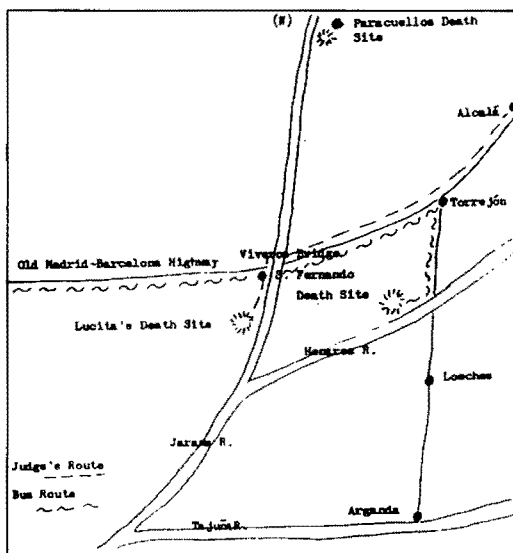 (N)
Paracuellos Death
Site
Alcalá
Torrejón
Viveros Bridge
Old Madrid-Barcelona Highway
S. Fernando
Death Site
Lucita's Death Site
Henares R.
Loeches
Jarama R.
Judge's Route
Bus Route
Arganda
Tajuña R.